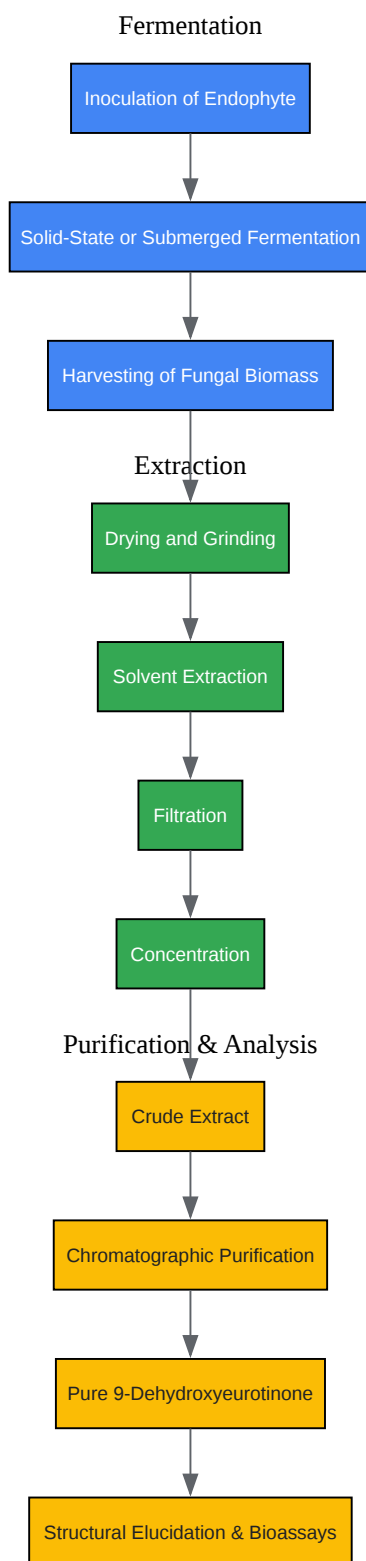 Fermentation
Inoculation of Endophyte
Solid-State or Submerged Fermentation
Harvesting of Fungal Biomass
Extraction
Drying and Grinding
Solvent Extraction
Filtration
Concentration
Purification & Analysis
Crude Extract
Chromatographic Purification
Pure 9-Dehydroxyeurotinone
Structural Elucidation & Bioassays